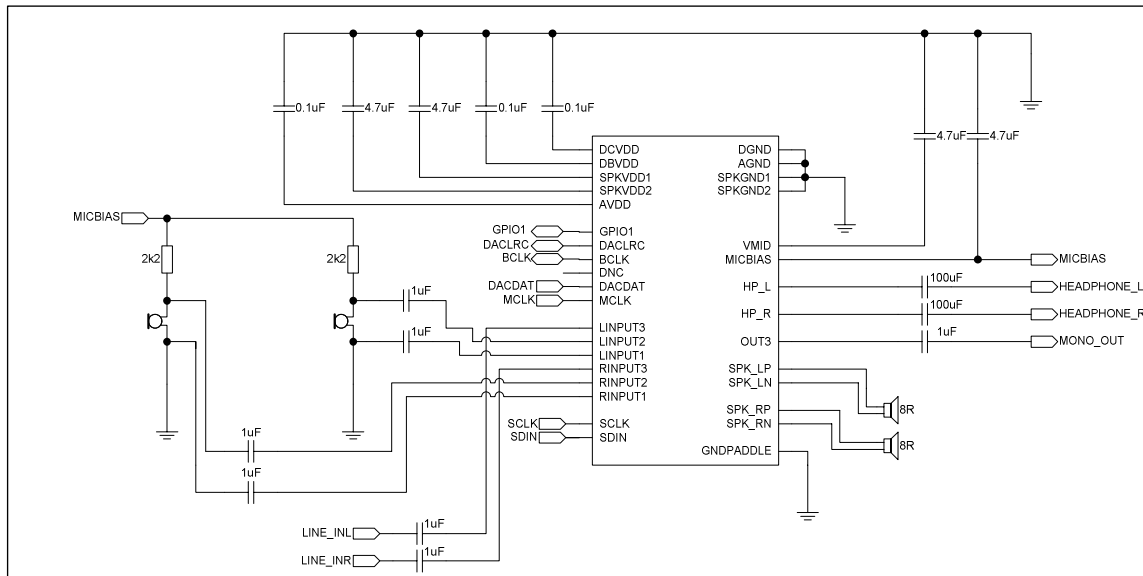 0.1uF
4.7uF
4.7uF
0.1uF
0.1uF
4.7uF
4.7uF
DCVDD
DBVDD
SPKVDD1
SPKVDD2
AVDD
GPIO1
DACLRC
BCLK
DNC
DACDAT
MCLK
LINPUT3
LINPUT2
LINPUT1
RINPUT3
RINPUT2
RINPUT1
SCLK
SDIN
DGND
AGND
SPKGND1
SPKGND2
VMID
MICBIAS
HP_L
HP_R
OUT3
SPK_LP
SPK_LN
SPK_RP
SPK_RN
GNDPADDLE
MICBIAS
2k2
2k2
GPIO1
DACLRC
BCLK
DACDAT
MCLK
1uF
1uF
SCLK
SDIN
1uF
1uF
LINE_INL
1uF
LINE_INR
1uF
MICBIAS
100uF
HEADPHONE_L
100uF
HEADPHONE_R
1uF
MONO_OUT
8R
8R